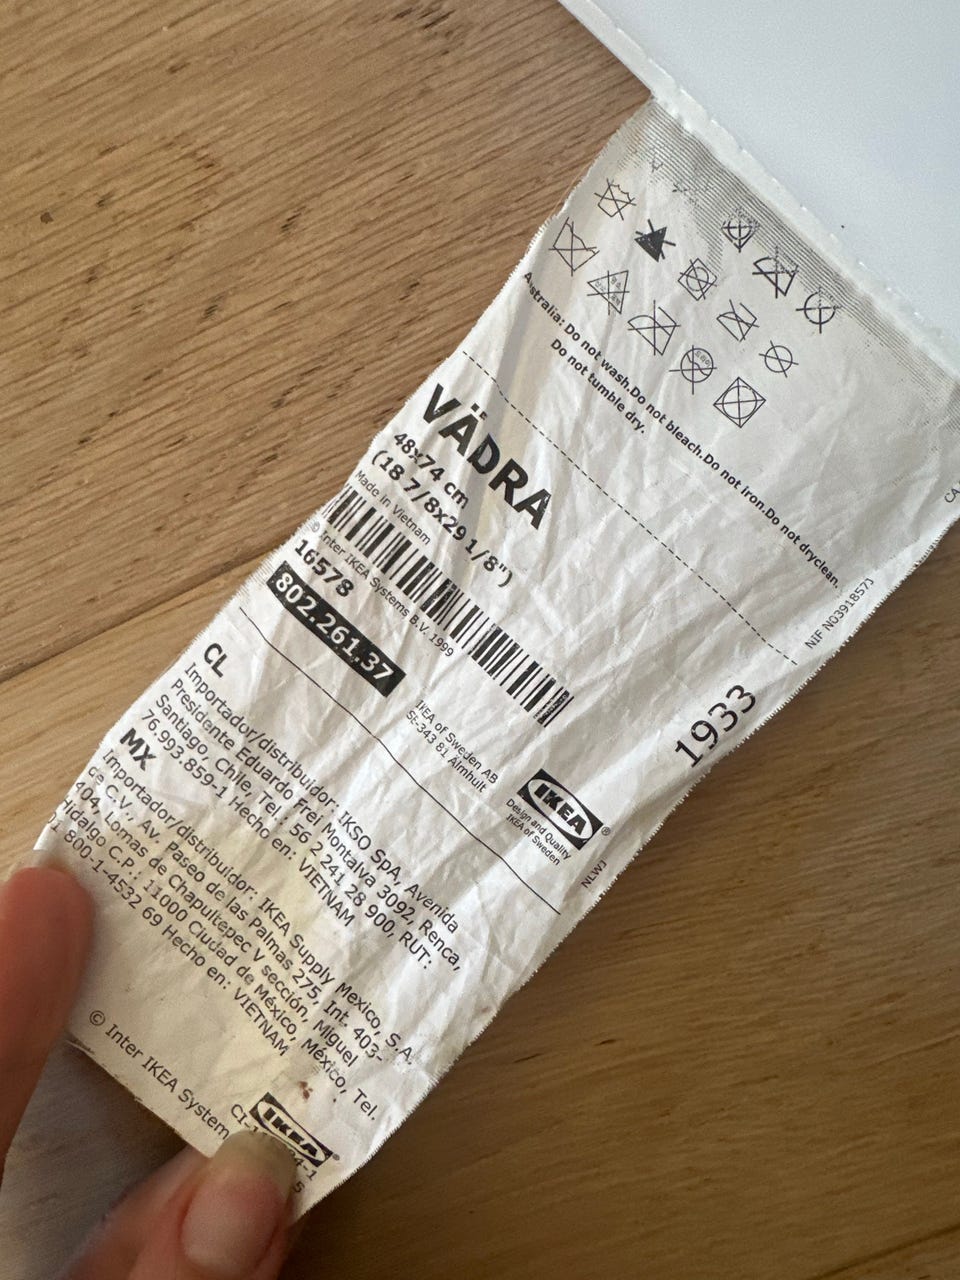 Australia: Do not wash.Do not bleach.Do not iron.Do not dryclean.
Do not tumble dry.
VÄDRA
48x74 cm
(18 7/8x29 1/8")
Made in Vietnam
© Inter IKEA Systems B.V. 1999
16578
802.261.37
IKEA of Sweden AB
SE-343 81 Älmhult
IKEA®
Design and Quality
IKEA of Sweden
1933
NIF N0391857J
NLWJ
CA
CL
Importador/distribuidor: IKSO SpA, Avenida
Presidente Eduardo Frei Montalva 3092, Renca,
Santiago, Chile, Tel.: 56 2 241 28 900, RUT:
76.993.859-1 Hecho en: VIETNAM
MX
Importador/distribuidor: IKEA Supply Mexico, S.A.
de C.V., Av. Paseo de las Palmas 275, Int. 403-
404, Lomas de Chapultepec V sección, Miguel
Hidalgo C.P.: 11000 Ciudad de México, México, Tel.
800-1-4532 69 Hecho en: VIETNAM
© Inter IKEA System
IKEA®